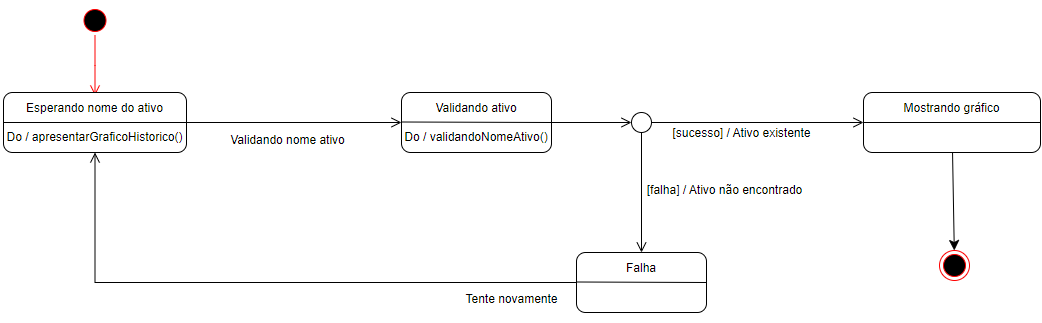 Esperando nome do ativo
Do / apresentarGraficoHistorico()
Validando nome ativo
Validando ativo
Do / validandoNomeAtivo()
[sucesso] / Ativo existente
Mostrando gráfico
[falha] / Ativo não encontrado
Falha
Tente novamente